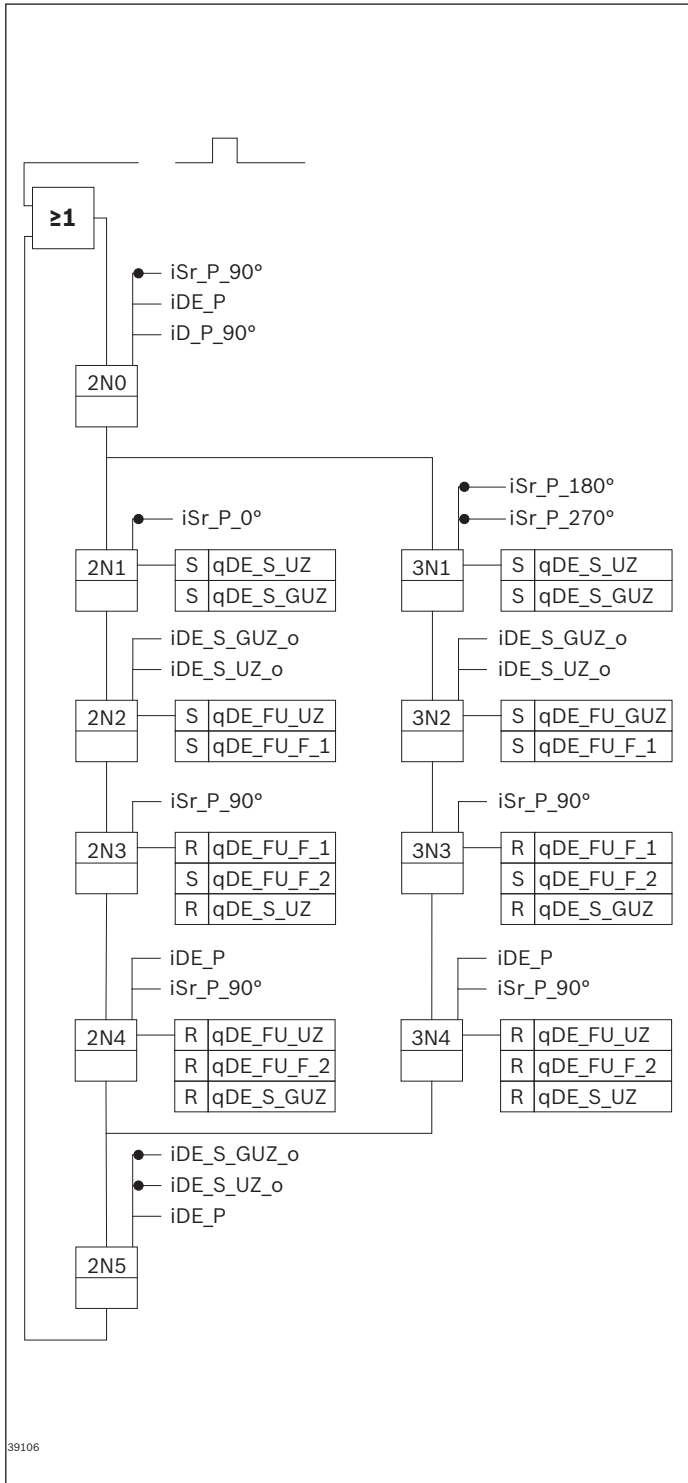 ≥1
iSr_P_90°
iDE_P
iD_P_90°
2N0
iSr_P_180°
iSr_P_0°
iSr_P_270°
2N1
S qDE_S_UZ
S qDE_S_GUZ
3N1
S qDE_S_UZ
S qDE_S_GUZ
iDE_S_GUZ_o
iDE_S_UZ_o
iDE_S_GUZ_o
iDE_S_UZ_o
2N2
S qDE_FU_UZ
S qDE_FU_F_1
3N2
S qDE_FU_GUZ
S qDE_FU_F_1
iSr_P_90°
iSr_P_90°
2N3
R qDE_FU_F_1
S qDE_FU_F_2
R qDE_S_UZ
3N3
R qDE_FU_F_1
S qDE_FU_F_2
R qDE_S_GUZ
iDE_P
iSr_P_90°
iDE_P
iSr_P_90°
2N4
R qDE_FU_UZ
R qDE_FU_F_2
R qDE_S_GUZ
3N4
R qDE_FU_UZ
R qDE_FU_F_2
R qDE_S_UZ
iDE_S_GUZ_o
iDE_S_UZ_o
iDE_P
2N5
39106